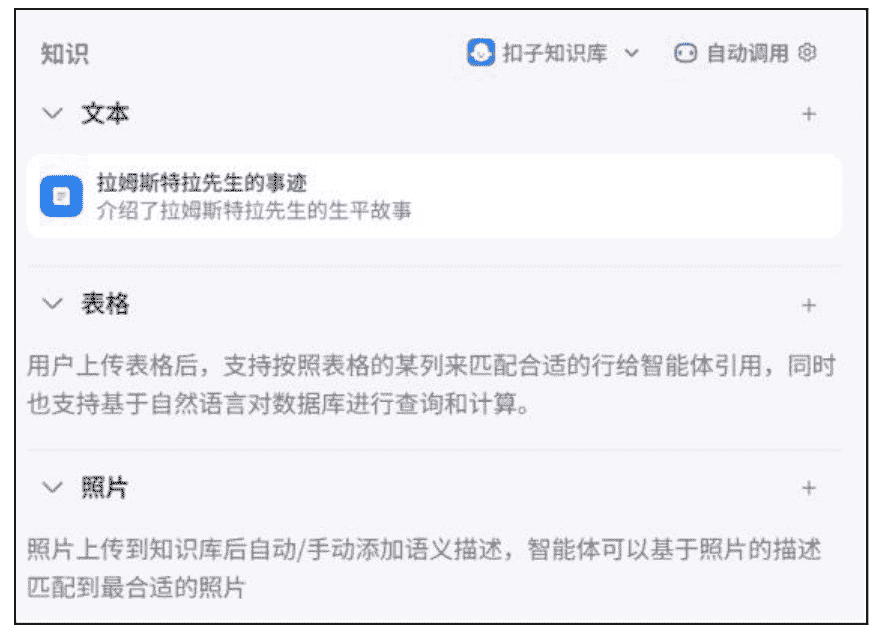 知识 扣子知识库 自动调用
文本
拉姆斯特拉先生的事迹
介绍了拉姆斯特拉先生的生平故事
表格
用户上传表格后，支持按照表格的某列来匹配合适的行给智能体引用，同时
也支持基于自然语言对数据库进行查询和计算。
照片
照片上传到知识库后自动/手动添加语义描述，智能体可以基于照片的描述
匹配到最合适的照片